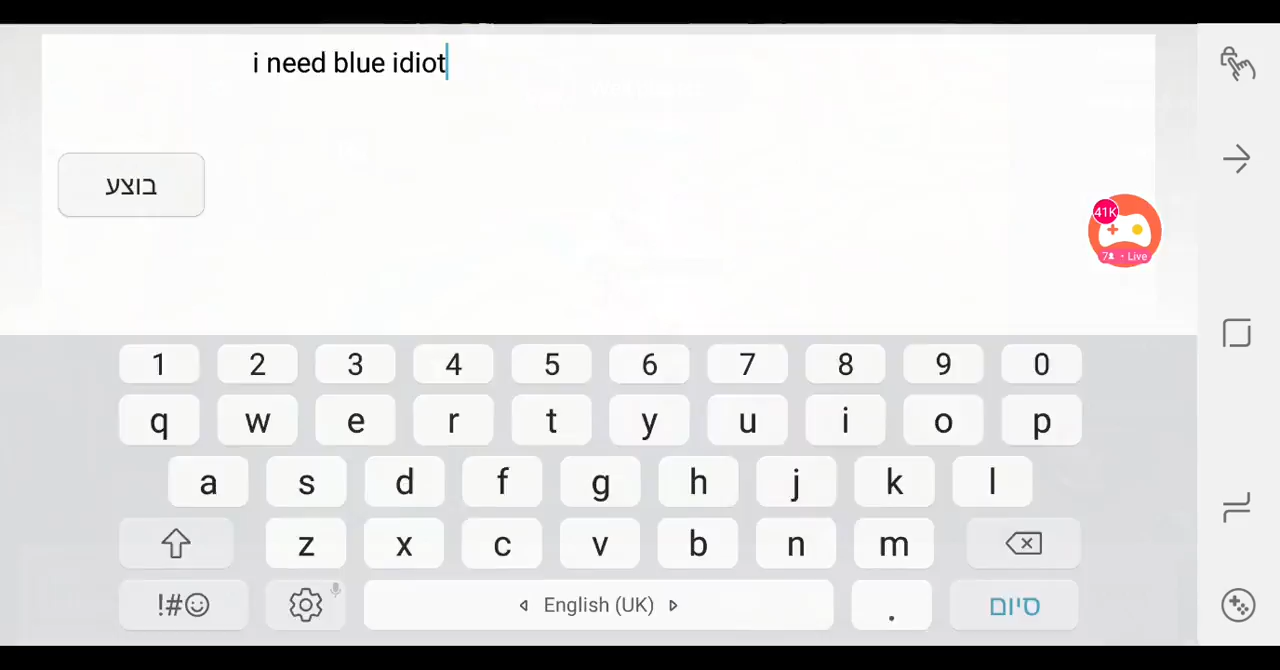 i need blue idiot
בוצע
41K
7 • Live
1 2 3 4 5 6 7 8 9 0
q w e r t y u i o p
a s d f g h j k l
z x c v b n m
!#☺ English (UK) . סיום